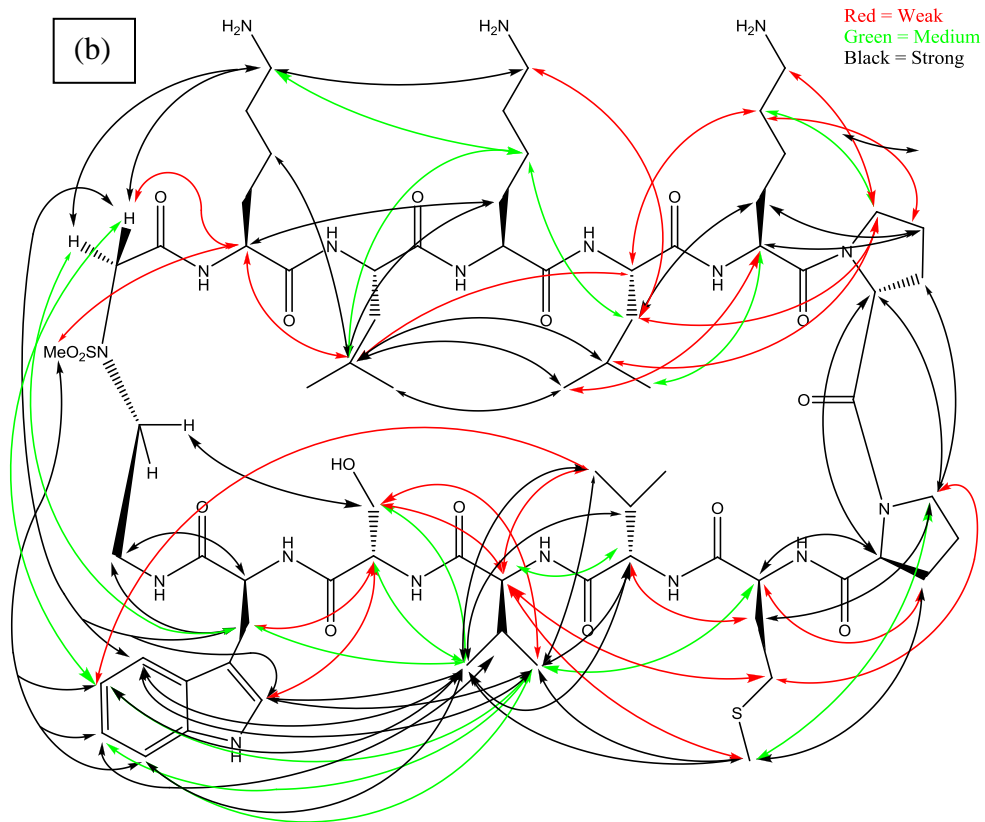 (b)
Red = Weak
Green = Medium
Black = Strong
H₂N H₂N H₂N
H O O O
H H H
N N
N N N N
H H H
O O O
MeO₂SN
O
H
HO
H N
O O O
H H H
N N N
N N N
H H H
O O O O
S
N
H